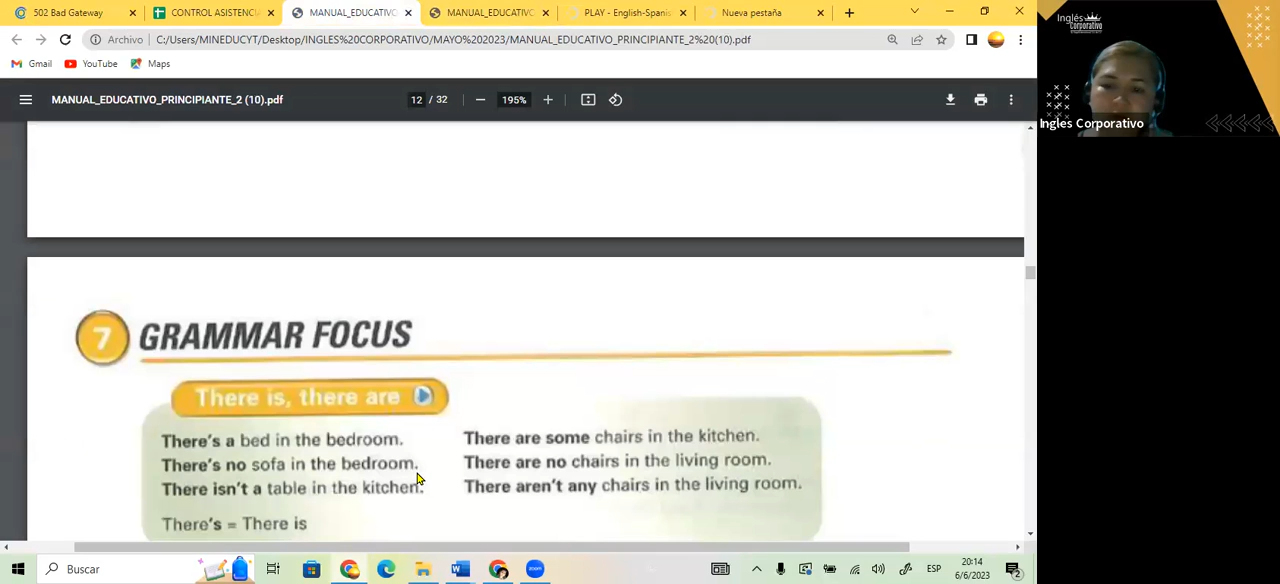 502 Bad Gateway
CONTROL ASISTENCI
MANUAL_EDUCATIVO
MANUAL_EDUCATIVO
PLAY - English-Spanis
Nueva pestaña
Archivo
C:/Users/MINEDUCYT/Desktop/INGLES%20CORPORATIVO/MAYO%202023/MANUAL_EDUCATIVO_PRINCIPIANTE_2%20(10).pdf
Gmail
YouTube
Maps
MANUAL_EDUCATIVO_PRINCIPIANTE_2 (10).pdf
12 / 32
195%
Inglés
Corporativo
Ingles Corporativo
7 GRAMMAR FOCUS
There is, there are
There's a bed in the bedroom.
There's no sofa in the bedroom.
There isn't a table in the kitchen.
There's = There is
There are some chairs in the kitchen.
There are no chairs in the living room.
There aren't any chairs in the living room.
Buscar
ESP
20:14
6/6/2023
2